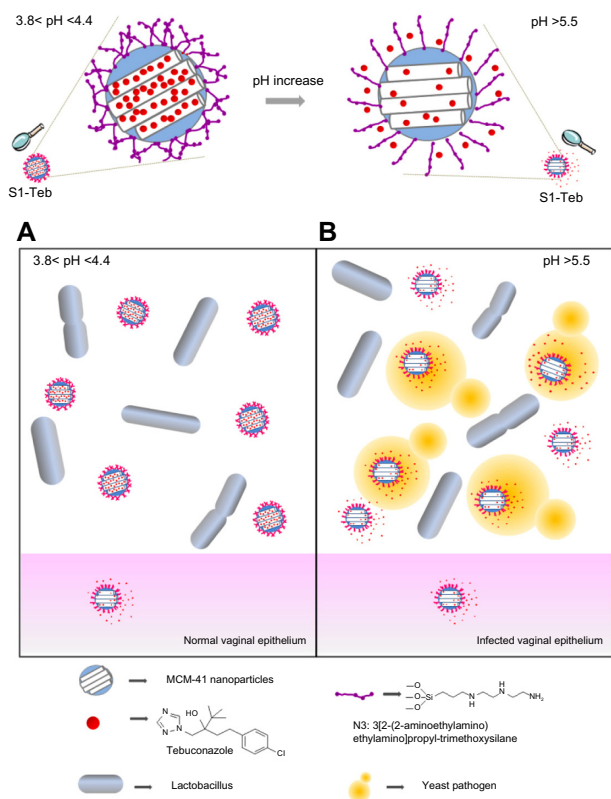 3.8< pH <4.4
pH >5.5
pH increase
S1-Teb
S1-Teb
A
B
3.8< pH <4.4
pH >5.5
Normal vaginal epithelium
Infected vaginal epithelium
MCM-41 nanoparticles
O
O
O
Si
N
H
H
N
NH2
N3: 3[2-(2-aminoethylamino)
ethylamino]propyl-trimethoxysilane
N
N
N
HO
Cl
Tebuconazole
Lactobacillus
Yeast pathogen